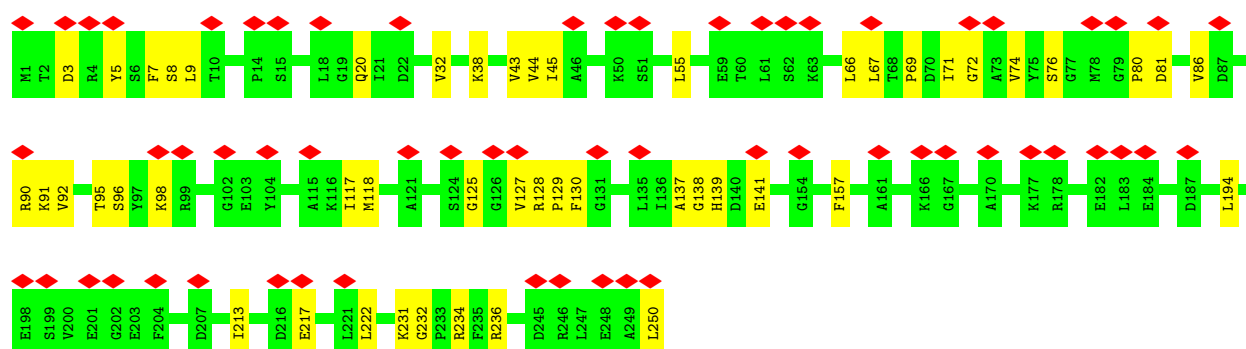 M1 T2 D3 R4 Y5 S6 F7 S8 L9 T10 P14 S15 L18 G19 Q20 I21 D22 V32 K38 V43 V44 I45 A46 K50 S51 L55 E59 T60 L61 S62 K63 L66 L67 T68 P69 D70 I71 G72 A73 V74 Y75 S76 G77 M78 G79 P80 D81 V86 D87
R90 K91 V92 T95 S96 Y97 K98 R99 G102 E103 Y104 A115 K116 I117 M118 A121 S124 G125 G126 V127 R128 P129 F130 G131 L135 I136 A137 G138 H139 D140 E141 G154 F157 A161 K166 G167 A170 K177 R178 E182 L183 E184 D187 L194
E198 S199 V200 E201 G202 E203 F204 D207 I213 D216 E217 L221 L222 K231 G232 P233 R234 F235 R236 D245 R246 L247 E248 A249 L250